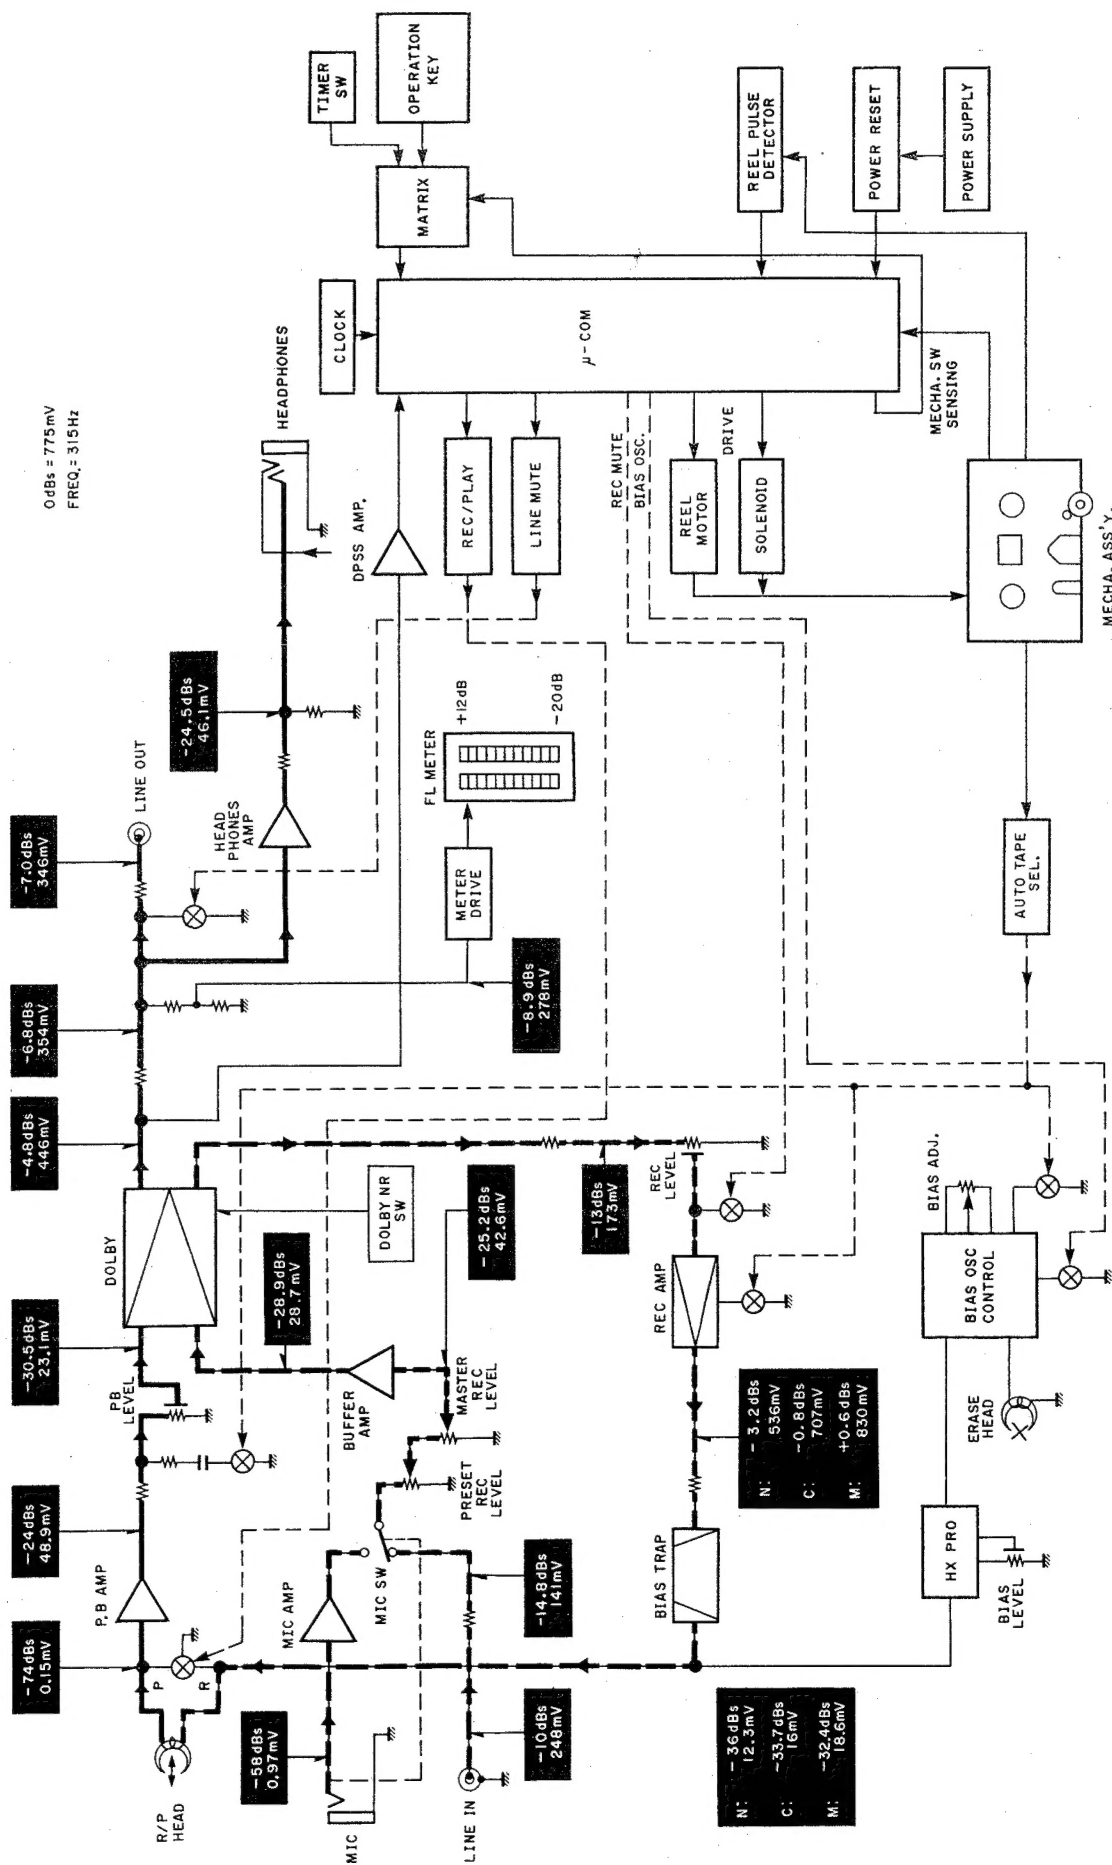 0dBs = 775mV
FREQ. = 315Hz
-74dBs
0.15mV
-24dBs
48.9mV
-30.5dBs
23.1mV
-4.8dBs
446mV
-6.8dBs
354mV
-7.0dBs
346mV
R/P
HEAD
P
R
P.B AMP
PB
LEVEL
DOLBY
LINE OUT
HEAD
PHONES
AMP
-24.5dBs
46.1mV
HEADPHONES
-28.9dBs
28.7mV
DOLBY NR
SW
BUFFER
AMP
MASTER
REC
LEVEL
-25.2dBs
42.6mV
PRESET
REC
LEVEL
-8.9dBs
278mV
METER
DRIVE
FL METER
+12dB
-20dB
MIC
-58dBs
0.97mV
MIC AMP
MIC SW
LINE IN
-10dBs
248mV
-14.8dBs
141mV
-13dBs
173mV
REC
LEVEL
REC AMP
BIAS TRAP
N: -3.2dBs
536mV
C: -0.8dBs
707mV
M: +0.6dBs
830mV
N: -36dBs
12.3mV
C: -33.7dBs
16mV
M: -32.4dBs
18.6mV
HX PRO
BIAS
LEVEL
ERASE
HEAD
BIAS OSC
CONTROL
BIAS ADJ.
AUTO TAPE
SEL.
DPSS AMP.
REC/PLAY
LINE MUTE
REC MUTE
BIAS OSC.
REEL
MOTOR
DRIVE
SOLENOID
MECHA. SW
SENSING
MECHA. ASS'Y.
CLOCK
μ-COM
MATRIX
TIMER
SW
OPERATION
KEY
REEL PULSE
DETECTOR
POWER RESET
POWER SUPPLY